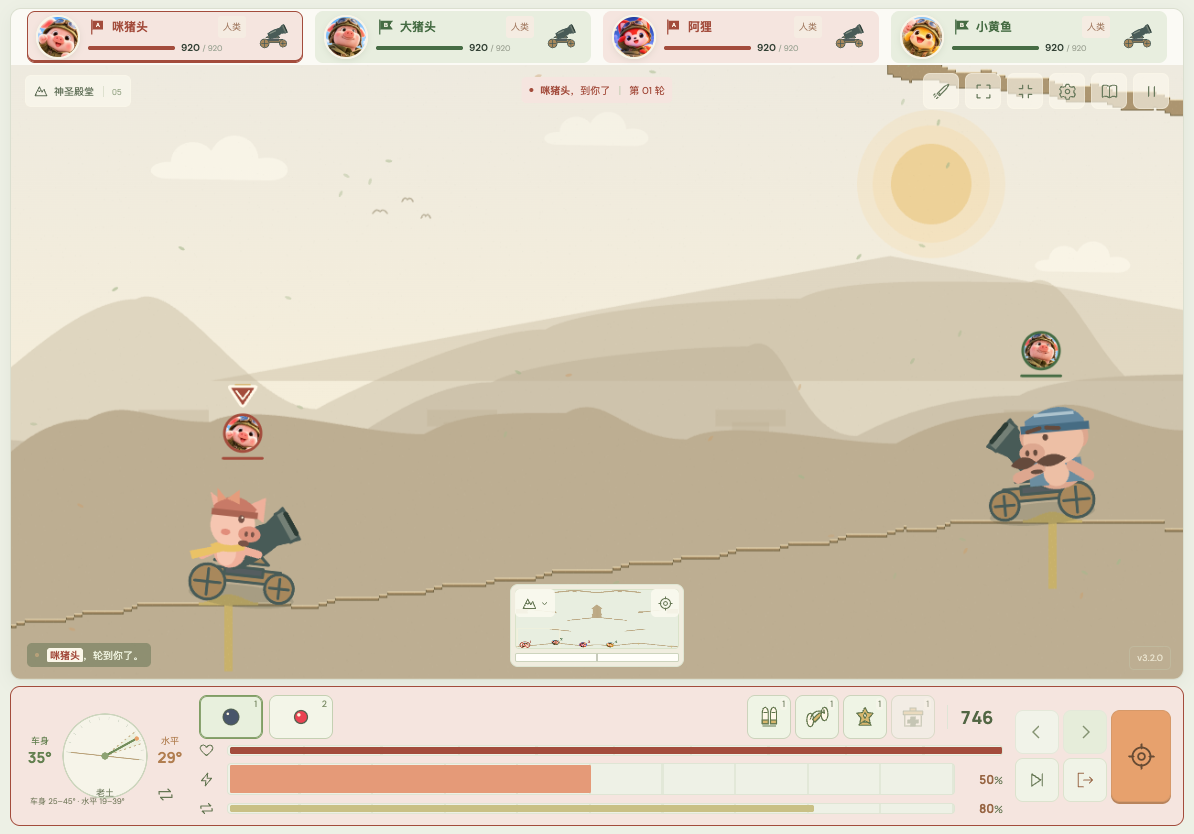 咪猪头 人类
920 / 920
大猪头 人类
920 / 920
阿狸 人类
920 / 920
小黄鱼 人类
920 / 920
神圣殿堂 05
咪猪头，到你了 第 01 轮
咪猪头，轮到你了。
v3.2.0
1
2
1
1
1
1
746
车身
35°
水平
29°
老土
车身 25–45° · 水平 19–39°
50%
80%